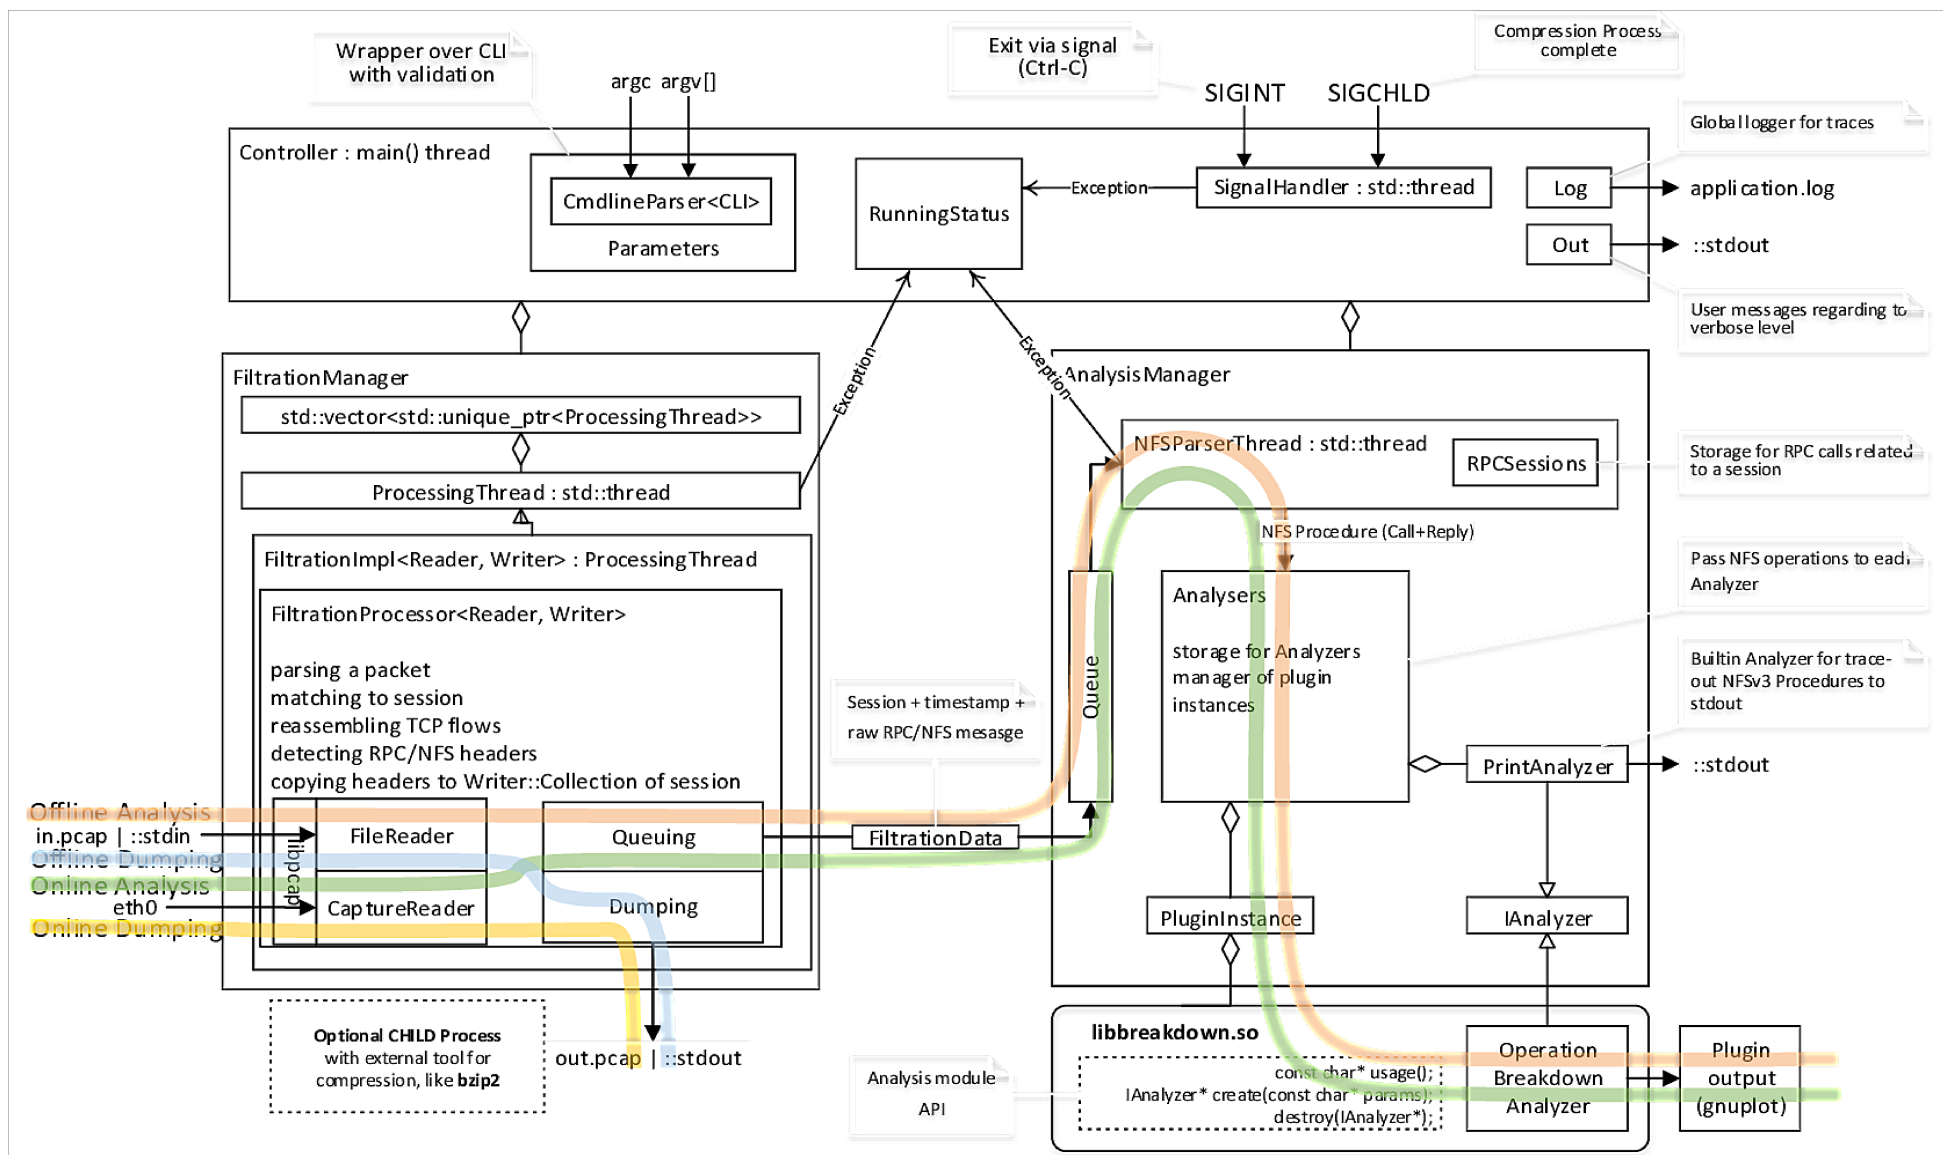 Wrapper over CLI
with validation
argc argv[]
Exit via signal
(Ctrl-C)
Compression Process
complete
SIGINT
SIGCHLD
Global logger for traces
Controller : main() thread
CmdlineParser<CLI>
Parameters
RunningStatus
Exception
SignalHandler : std::thread
Log
application.log
Out
::stdout
User messages regarding to
verbose level
FiltrationManager
std::vector<std::unique_ptr<ProcessingThread>>
ProcessingThread : std::thread
Exception
Exception
FiltrationImpl<Reader, Writer> : ProcessingThread
FiltrationProcessor<Reader, Writer>
parsing a packet
matching to session
reassembling TCP flows
detecting RPC/NFS headers
copying headers to Writer::Collection of session
Offline Analysis
in.pcap | ::stdin
Offline Dumping
Online Analysis
eth0
Online Dumping
libpcap
FileReader
CaptureReader
Queuing
Dumping
Optional CHILD Process
with external tool for
compression, like bzip2
out.pcap | ::stdout
Session + timestamp +
raw RPC/NFS mesasge
FiltrationData
AnalysisManager
NFSParserThread : std::thread
RPCSessions
Storage for RPC calls related
to a session
NFS Procedure (Call+Reply)
Queue
Analysers
storage for Analyzers
manager of plugin
instances
Pass NFS operations to each
Analyzer
Builtin Analyzer for trace-
out NFSv3 Procedures to
stdout
PrintAnalyzer
::stdout
PluginInstance
IAnalyzer
libbreakdown.so
const char* usage();
IAnalyzer* create(const char* params);
destroy(IAnalyzer*);
Analysis module
API
Operation
Breakdown
Analyzer
Plugin
output
(gnuplot)